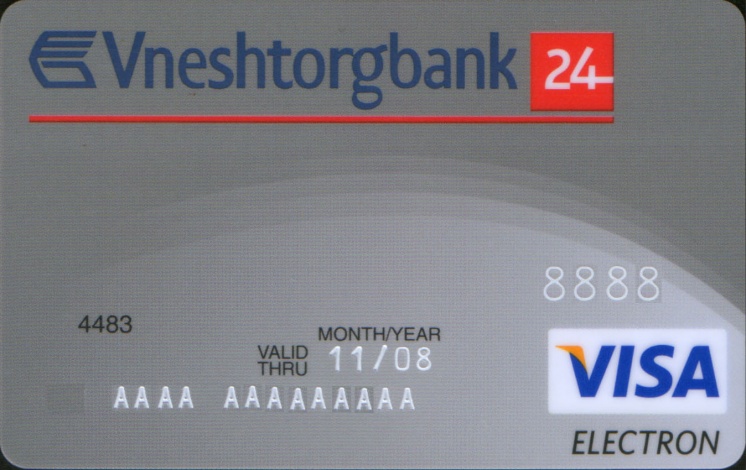 Vneshtorgbank 24
8888
4483
MONTH/YEAR
VALID THRU 11/08
AAAA AAAAAAAAA
VISA
ELECTRON